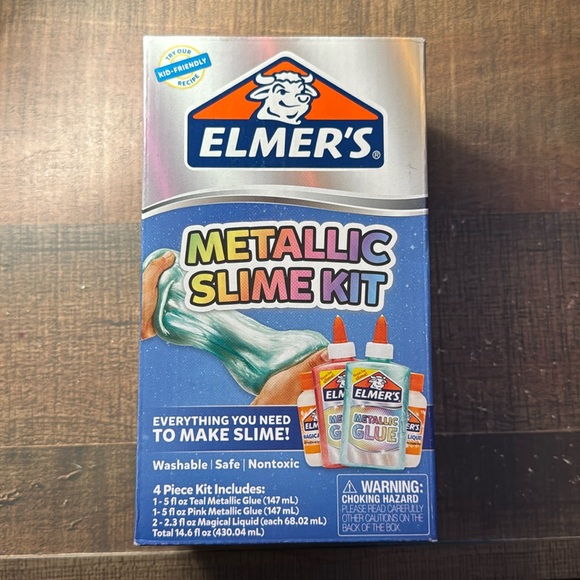 TRY OUR
KID-FRIENDLY
RECIPE
ELMER'S®
METALLIC
SLIME KIT
EVERYTHING YOU NEED
TO MAKE SLIME!
Washable | Safe | Nontoxic
4 Piece Kit Includes:
1- 5 fl oz Teal Metallic Glue (147 mL)
1- 5 fl oz Pink Metallic Glue (147 mL)
2 - 2.3 fl oz Magical Liquid (each 68.02 mL)
Total 14.6 fl oz (430.04 mL)
ELMER'S
METALLIC
GLUE
WARNING:
CHOKING HAZARD
PLEASE READ CAREFULLY
OTHER CAUTIONS ON THE
BACK OF THE BOX